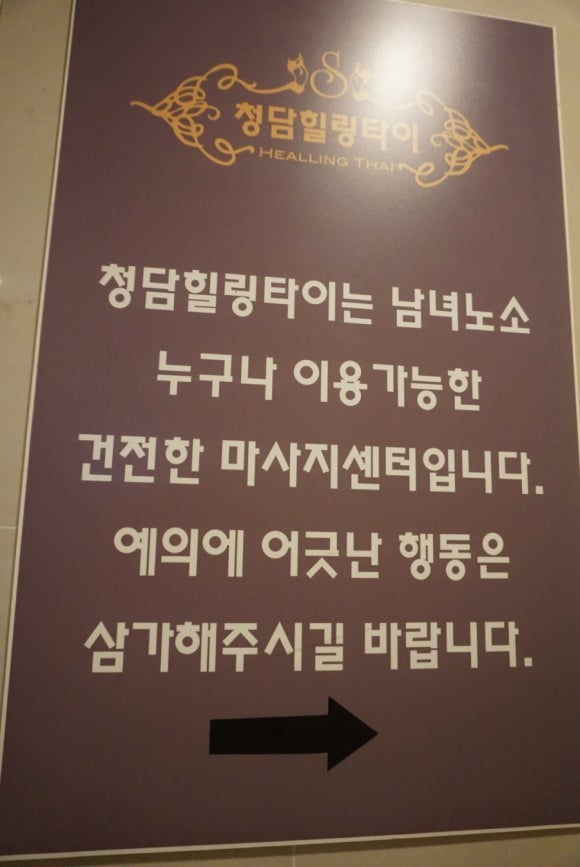 S
청담힐링타이
HEALLING THAI
청담힐링타이는 남녀노소
누구나 이용가능한
건전한 마사지센터입니다.
예의에 어긋난 행동은
삼가해주시길 바랍니다.